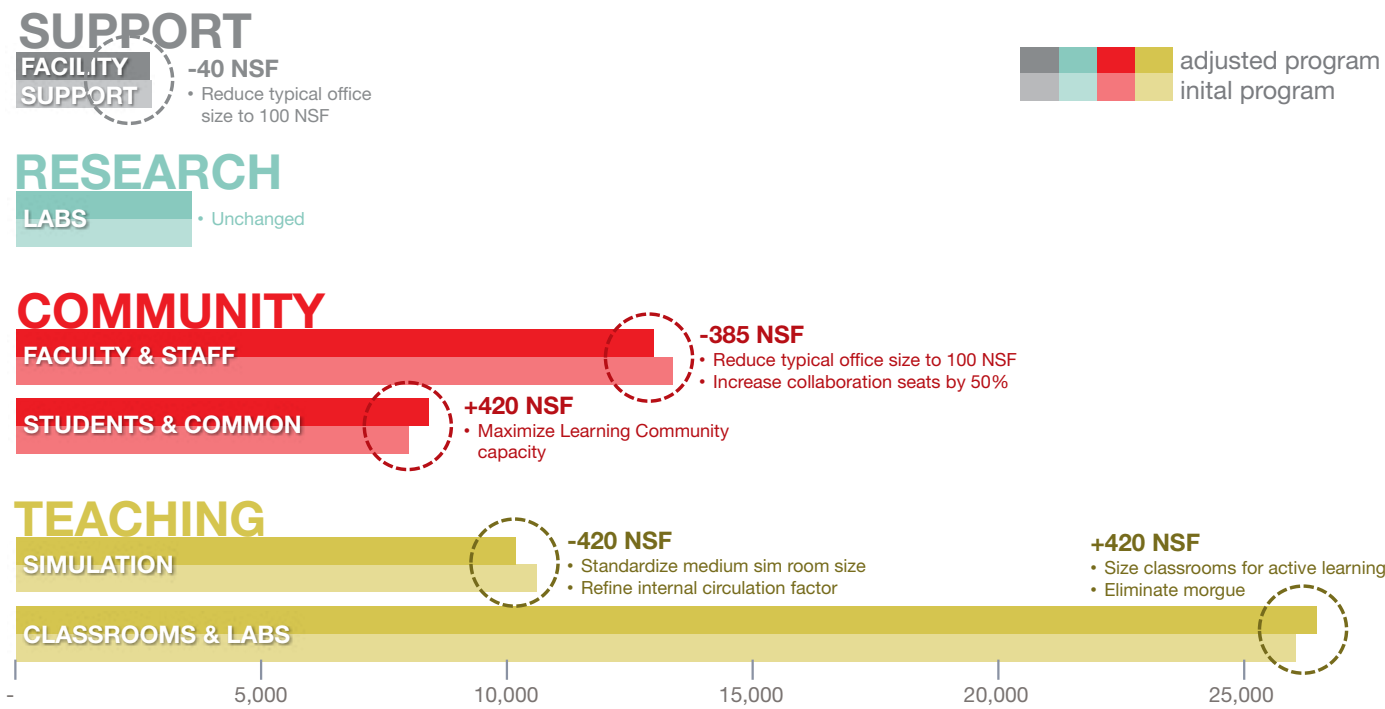 SUPPORT
FACILITY
SUPPORT
-40 NSF
• Reduce typical office
size to 100 NSF
adjusted program
inital program
RESEARCH
LABS
• Unchanged
COMMUNITY
FACULTY & STAFF
-385 NSF
• Reduce typical office size to 100 NSF
• Increase collaboration seats by 50%
STUDENTS & COMMON
+420 NSF
• Maximize Learning Community
capacity
TEACHING
SIMULATION
-420 NSF
• Standardize medium sim room size
• Refine internal circulation factor
+420 NSF
• Size classrooms for active learning
• Eliminate morgue
CLASSROOMS & LABS
- 5,000 10,000 15,000 20,000 25,000